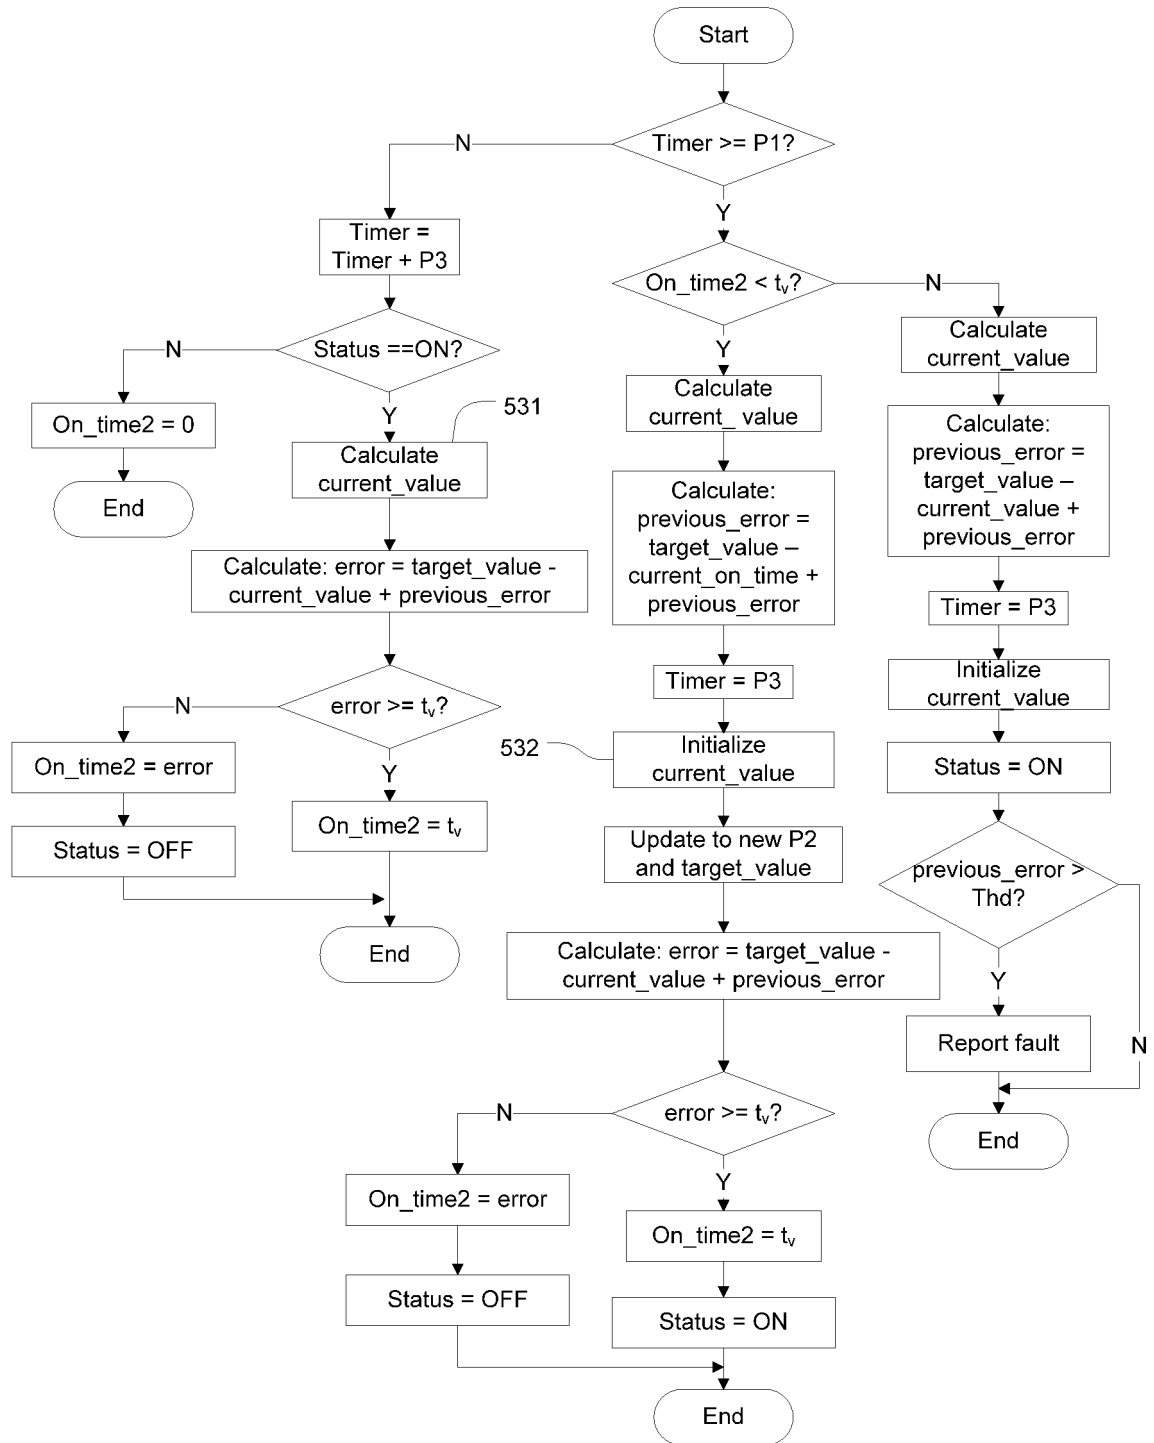 Start
Timer >= P1?
N
Y
Timer =
Timer + P3
On_time2 < tᵥ?
N
Status ==ON?
N
Y
On_time2 = 0
End
531
Calculate
current_value
Calculate: error = target_value -
current_value + previous_error
error >= tᵥ?
N
Y
On_time2 = error
Status = OFF
On_time2 = tᵥ
End
Y
Calculate
current_ value
Calculate:
previous_error =
target_value –
current_on_time +
previous_error
Timer = P3
532
Initialize
current_value
Update to new P2
and target_value
Calculate: error = target_value -
current_value + previous_error
error >= tᵥ?
N
Y
On_time2 = error
Status = OFF
On_time2 = tᵥ
Status = ON
End
Calculate
current_value
Calculate:
previous_error =
target_value –
current_value +
previous_error
Timer = P3
Initialize
current_value
Status = ON
previous_error >
Thd?
Y
N
Report fault
End